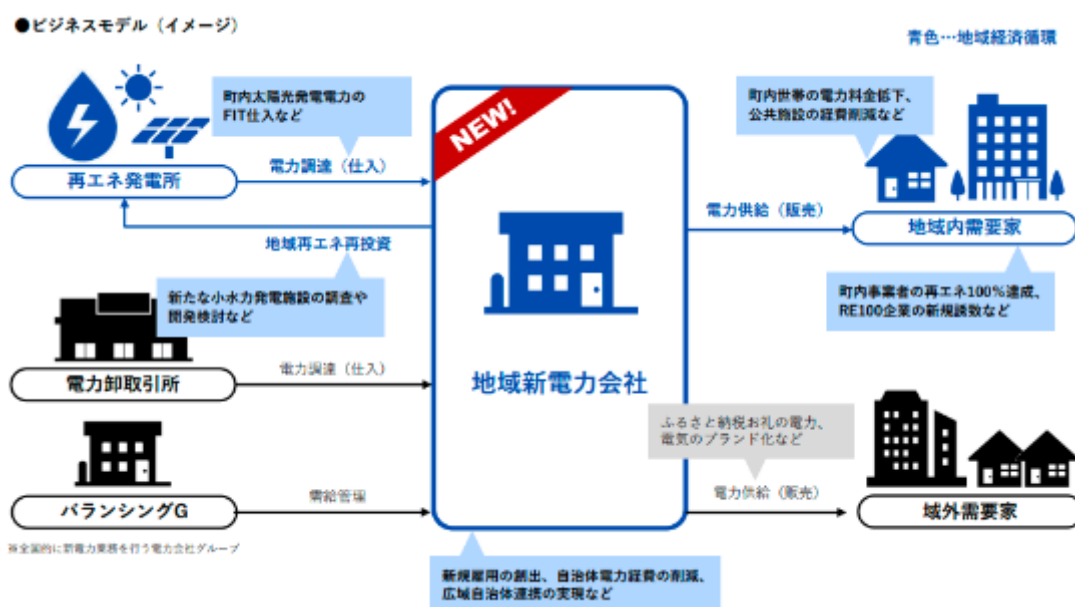 ●ビジネスモデル（イメージ）
青色…地域経済循環
町内太陽光発電電力の
FIT仕入など
町内世帯の電力料金低下、
公共施設の経費削減など
NEW!
電力調達（仕入）
再エネ発電所
電力供給（販売）
地域内需要家
地域再エネ再投資
新たな小水力発電施設の調査や
開発検討など
町内事業者の再エネ100％達成、
RE100企業の新規誘致など
電力調達（仕入）
電力卸取引所
地域新電力会社
ふるさと納税お礼の電力、
電気のブランド化など
需給管理
電力供給（販売）
バランシングG
域外需要家
※全国的に新電力業務を行う電力会社グループ
新規雇用の創出、自治体電力経費の削減、
広域自治体連携の実現など